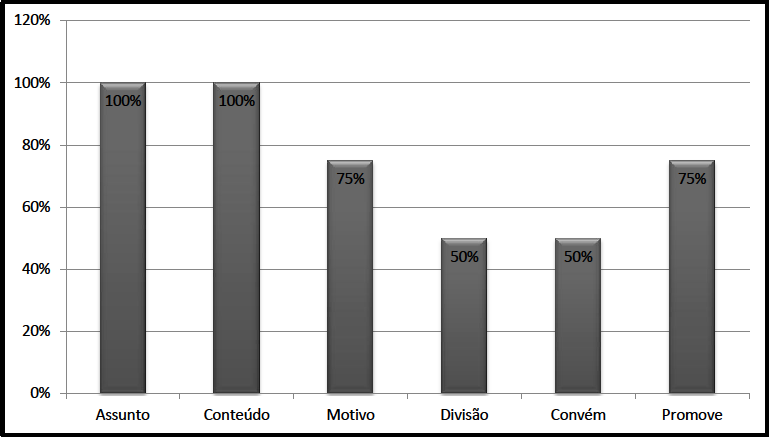 120%
100%
80%
60%
40%
20%
0%
100%
100%
75%
50%
50%
75%
Assunto
Conteúdo
Motivo
Divisão
Convém
Promove